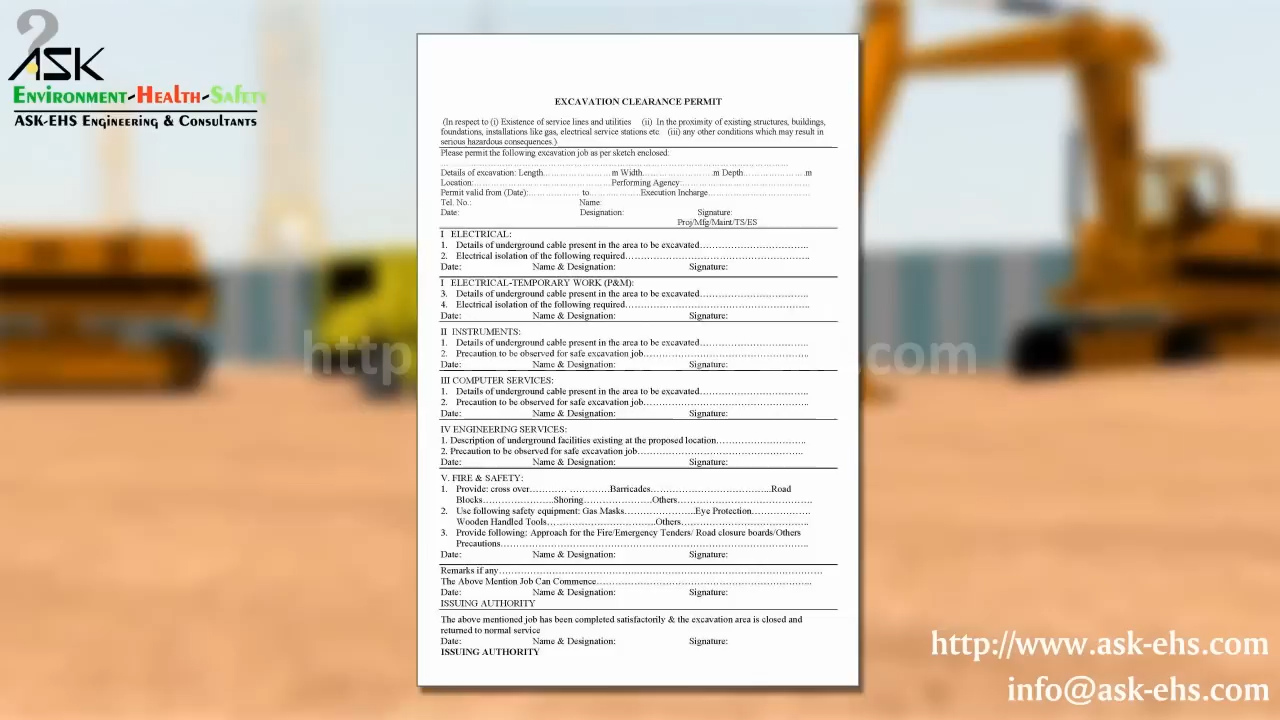 ?
ASK
ENVIRONMENT-HEALTH-SAFETY
ASK-EHS ENGINEERING & CONSULTANTS
EXCAVATION CLEARANCE PERMIT
(In respect to (i) Existence of service lines and utilities (ii) In the proximity of existing structures, buildings,
foundations, installations like gas, electrical service stations etc (iii) any other conditions which may result in
serious hazardous consequences.)
Please permit the following excavation job as per sketch enclosed:
Details of excavation: Length……………………m Width……………………m Depth…………………m
Location:……………………………………Performing Agency:……………………………………
Permit valid from (Date):……………… to………………Execution Incharge……………………………
Tel. No.: Name:
Date: Designation: Signature:
Proj/Mfg/Maint/TS/ES
I ELECTRICAL:
1. Details of underground cable present in the area to be excavated……………………………..
2. Electrical isolation of the following required……………………………………………………..
Date: Name & Designation: Signature:
I ELECTRICAL-TEMPORARY WORK (P&M):
3. Details of underground cable present in the area to be excavated……………………………..
4. Electrical isolation of the following required……………………………………………………..
Date: Name & Designation: Signature:
II INSTRUMENTS:
1. Details of underground cable present in the area to be excavated……………………………..
2. Precaution to be observed for safe excavation job………………………………………………..
Date: Name & Designation: Signature:
III COMPUTER SERVICES:
1. Details of underground cable present in the area to be excavated……………………………..
2. Precaution to be observed for safe excavation job………………………………………………..
Date: Name & Designation: Signature:
IV ENGINEERING SERVICES:
1. Description of underground facilities existing at the proposed location……………………….
2. Precaution to be observed for safe excavation job………………………………………………..
Date: Name & Designation: Signature:
V. FIRE & SAFETY:
1. Provide: cross over………… …………Barricades…………………………………..Road
Blocks…………………..Shoring………………….Others……………………………………..
2. Use following safety equipment: Gas Masks…………………..Eye Protection………………..
Wooden Handled Tools……………………………..Others…………………………………..
3. Provide following: Approach for the Fire/Emergency Tenders/ Road closure boards/Others
Precautions………………………………………………………………………………………..
Date: Name & Designation: Signature:
Remarks if any……………………………………………………………………………………………
The Above Mention Job Can Commence……………………………………………………………..
Date: Name & Designation: Signature:
ISSUING AUTHORITY
The above mentioned job has been completed satisfactorily & the excavation area is closed and
returned to normal service
Date: Name & Designation: Signature:
ISSUING AUTHORITY
http://www.ask-ehs.com
info@ask-ehs.com